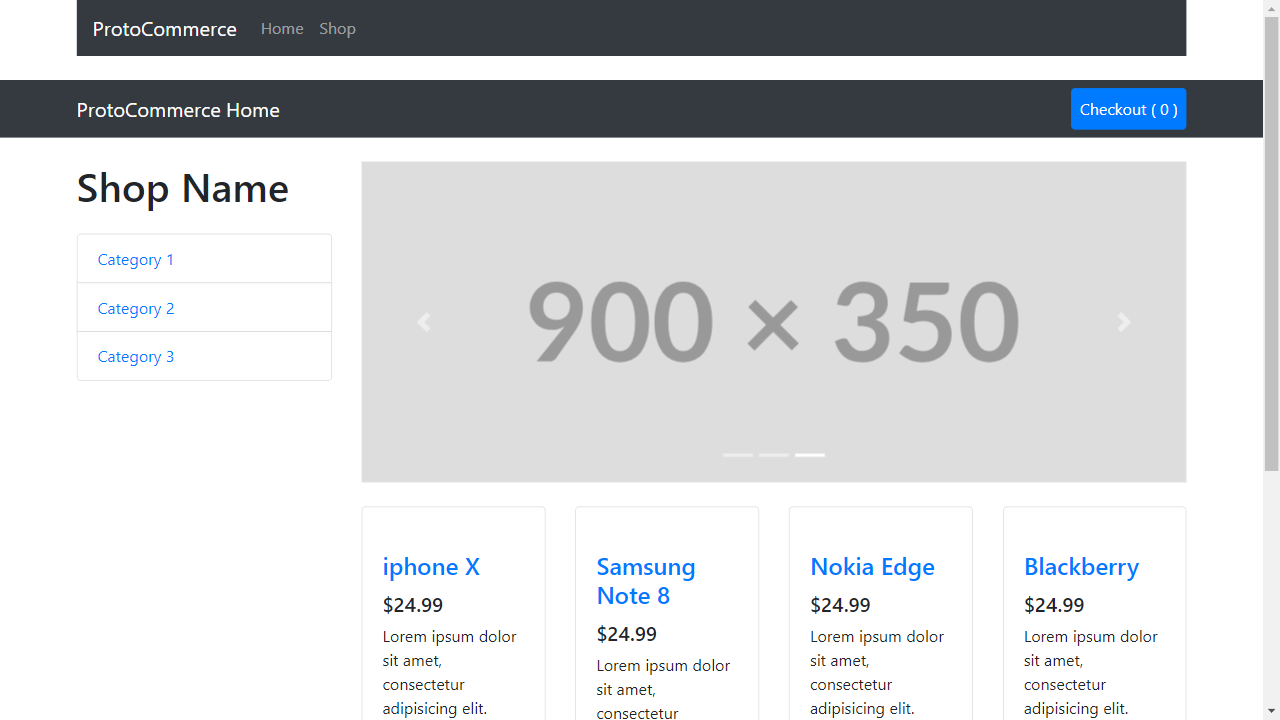 ProtoCommerce Home Shop
ProtoCommerce Home Checkout ( 0 )
Shop Name
Category 1
Category 2
Category 3
900 × 350
iphone X
$24.99
Lorem ipsum dolor
sit amet,
consectetur
adipisicing elit.
Samsung
Note 8
$24.99
Lorem ipsum dolor
sit amet,
consectetur
Nokia Edge
$24.99
Lorem ipsum dolor
sit amet,
consectetur
adipisicing elit.
Blackberry
$24.99
Lorem ipsum dolor
sit amet,
consectetur
adipisicing elit.